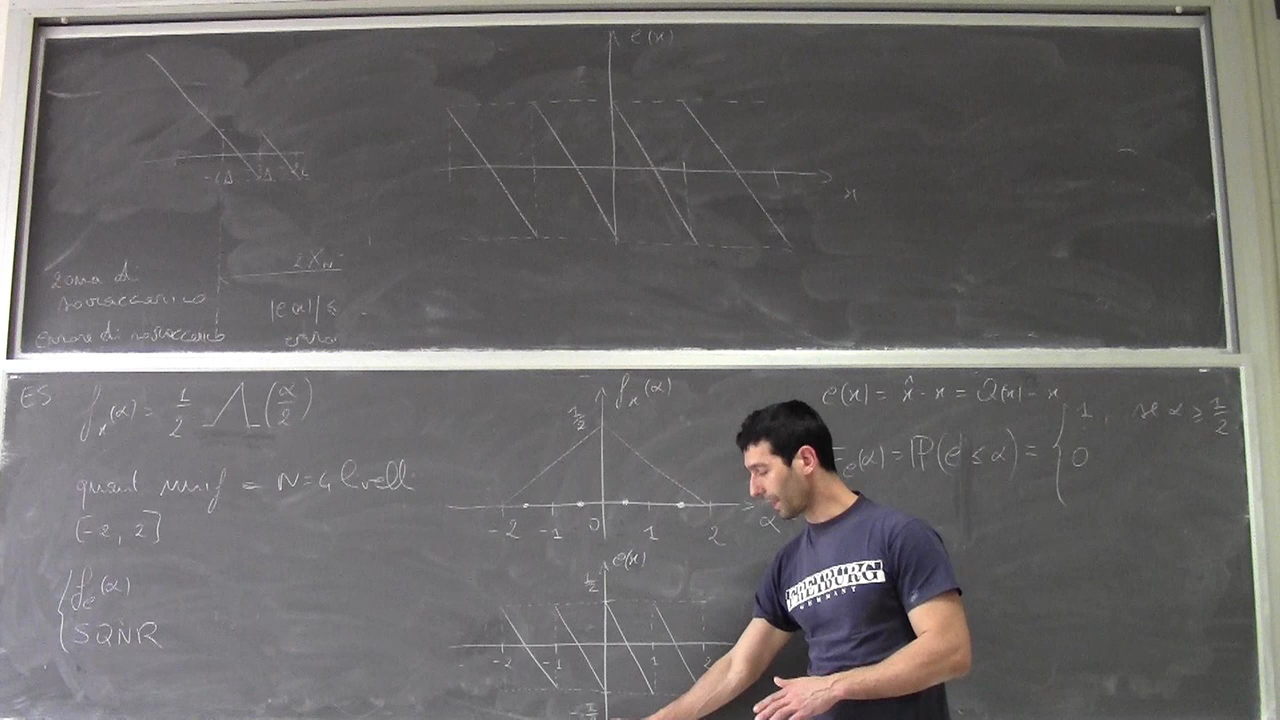 e(x)
x
Zona di
sovraccarico
errore di sovraccarico
|e(x)| ≤
ES
f_x(α) = 1/2 Λ(α/2)
quant unif N=4 livelli
[-2, 2]
f_e(α)
SQNR
f_x(α)
1/2
-2 -1 0 1 2 α
e(x)
1/2
-2 -1 1 2
e(x) = x̂ - x = Q(x) - x
F_e(α) = P(e ≤ α) = { 1, se α ≥ 1/2
0
FREIBURG
GERMANY